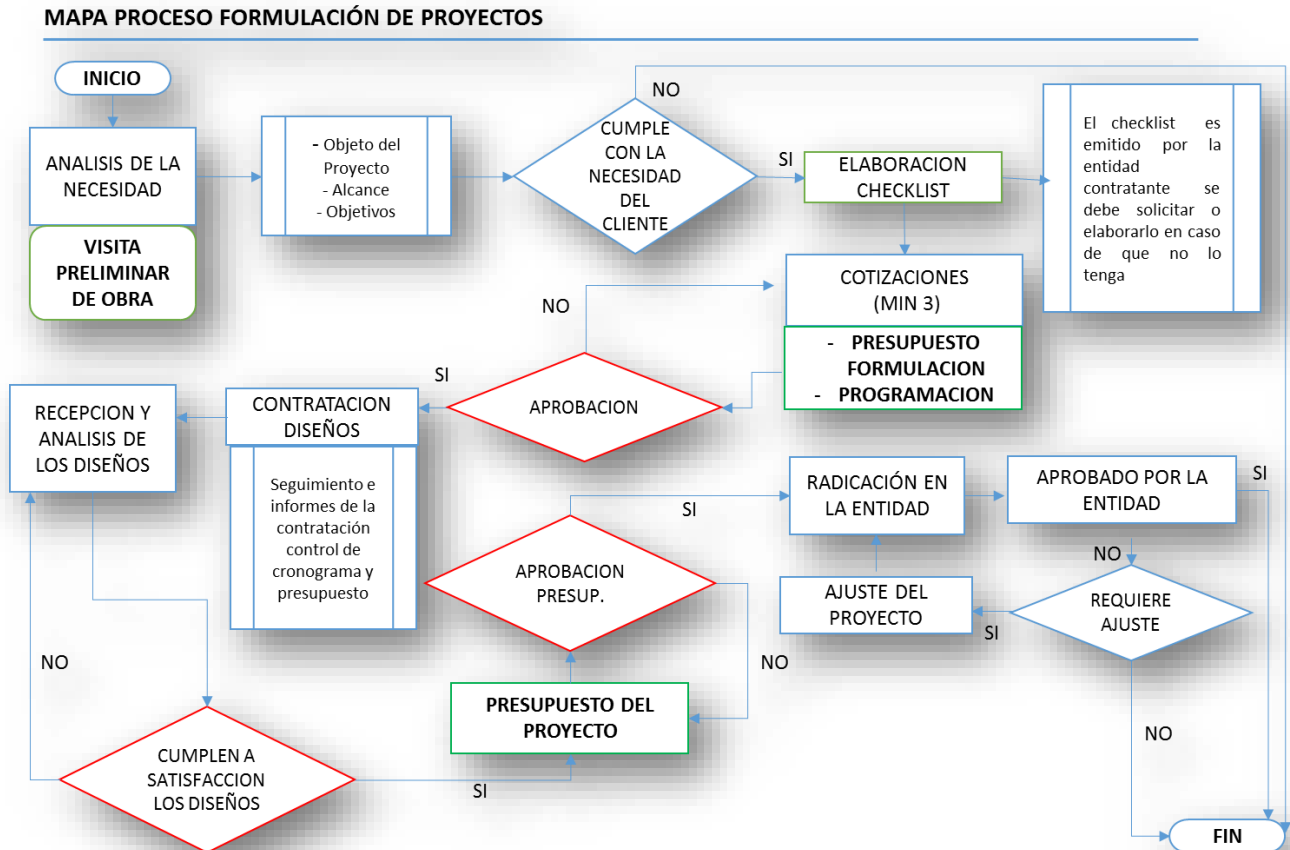 MAPA PROCESO FORMULACIÓN DE PROYECTOS
INICIO
ANALISIS DE LA
NECESIDAD
VISITA
PRELIMINAR
DE OBRA
- Objeto del
Proyecto
- Alcance
- Objetivos
CUMPLE
CON LA
NECESIDAD
DEL
CLIENTE
NO
SI
ELABORACION
CHECKLIST
El checklist es
emitido por la
entidad
contratante se
debe solicitar o
elaborarlo en caso
de que no lo
tenga
COTIZACIONES
(MIN 3)
- PRESUPUESTO
FORMULACION
- PROGRAMACION
NO
APROBACION
SI
CONTRATACION
DISEÑOS
Seguimiento e
informes de la
contratación
control de
cronograma y
presupuesto
RECEPCION Y
ANALISIS DE
LOS DISEÑOS
NO
CUMPLEN A
SATISFACCION
LOS DISEÑOS
SI
PRESUPUESTO DEL
PROYECTO
APROBACION
PRESUP.
NO
SI
RADICACIÓN EN
LA ENTIDAD
APROBADO POR LA
ENTIDAD
SI
NO
REQUIERE
AJUSTE
SI
AJUSTE DEL
PROYECTO
NO
FIN